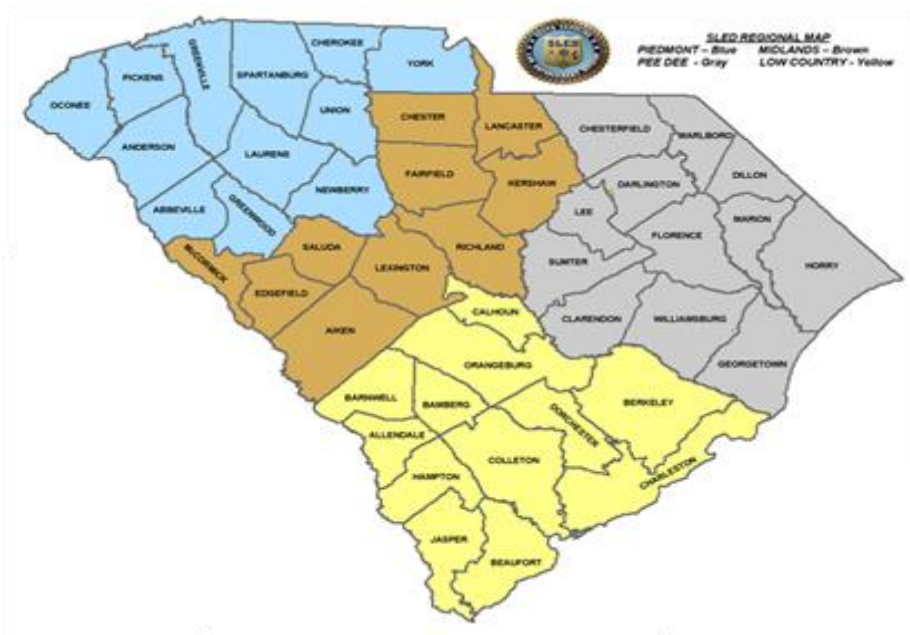 SLED REGIONAL MAP
PIEDMONT – Blue MIDLANDS – Brown
PEE DEE - Gray LOW COUNTRY - Yellow
SLED
CHEROKEE
YORK
GREENVILLE
PICKENS
SPARTANBURG
OCONEE
UNION
CHESTER
LANCASTER
CHESTERFIELD
MARLBORO
ANDERSON
LAURENS
FAIRFIELD
KERSHAW
DARLINGTON
DILLON
NEWBERRY
ABBEVILLE
GREENWOOD
LEE
MARION
FLORENCE
SALUDA
RICHLAND
McCORMICK
LEXINGTON
SUMTER
HORRY
EDGEFIELD
CALHOUN
CLARENDON
WILLIAMSBURG
AIKEN
ORANGEBURG
GEORGETOWN
BARNWELL
BAMBERG
BERKELEY
DORCHESTER
ALLENDALE
COLLETON
CHARLESTON
HAMPTON
JASPER
BEAUFORT